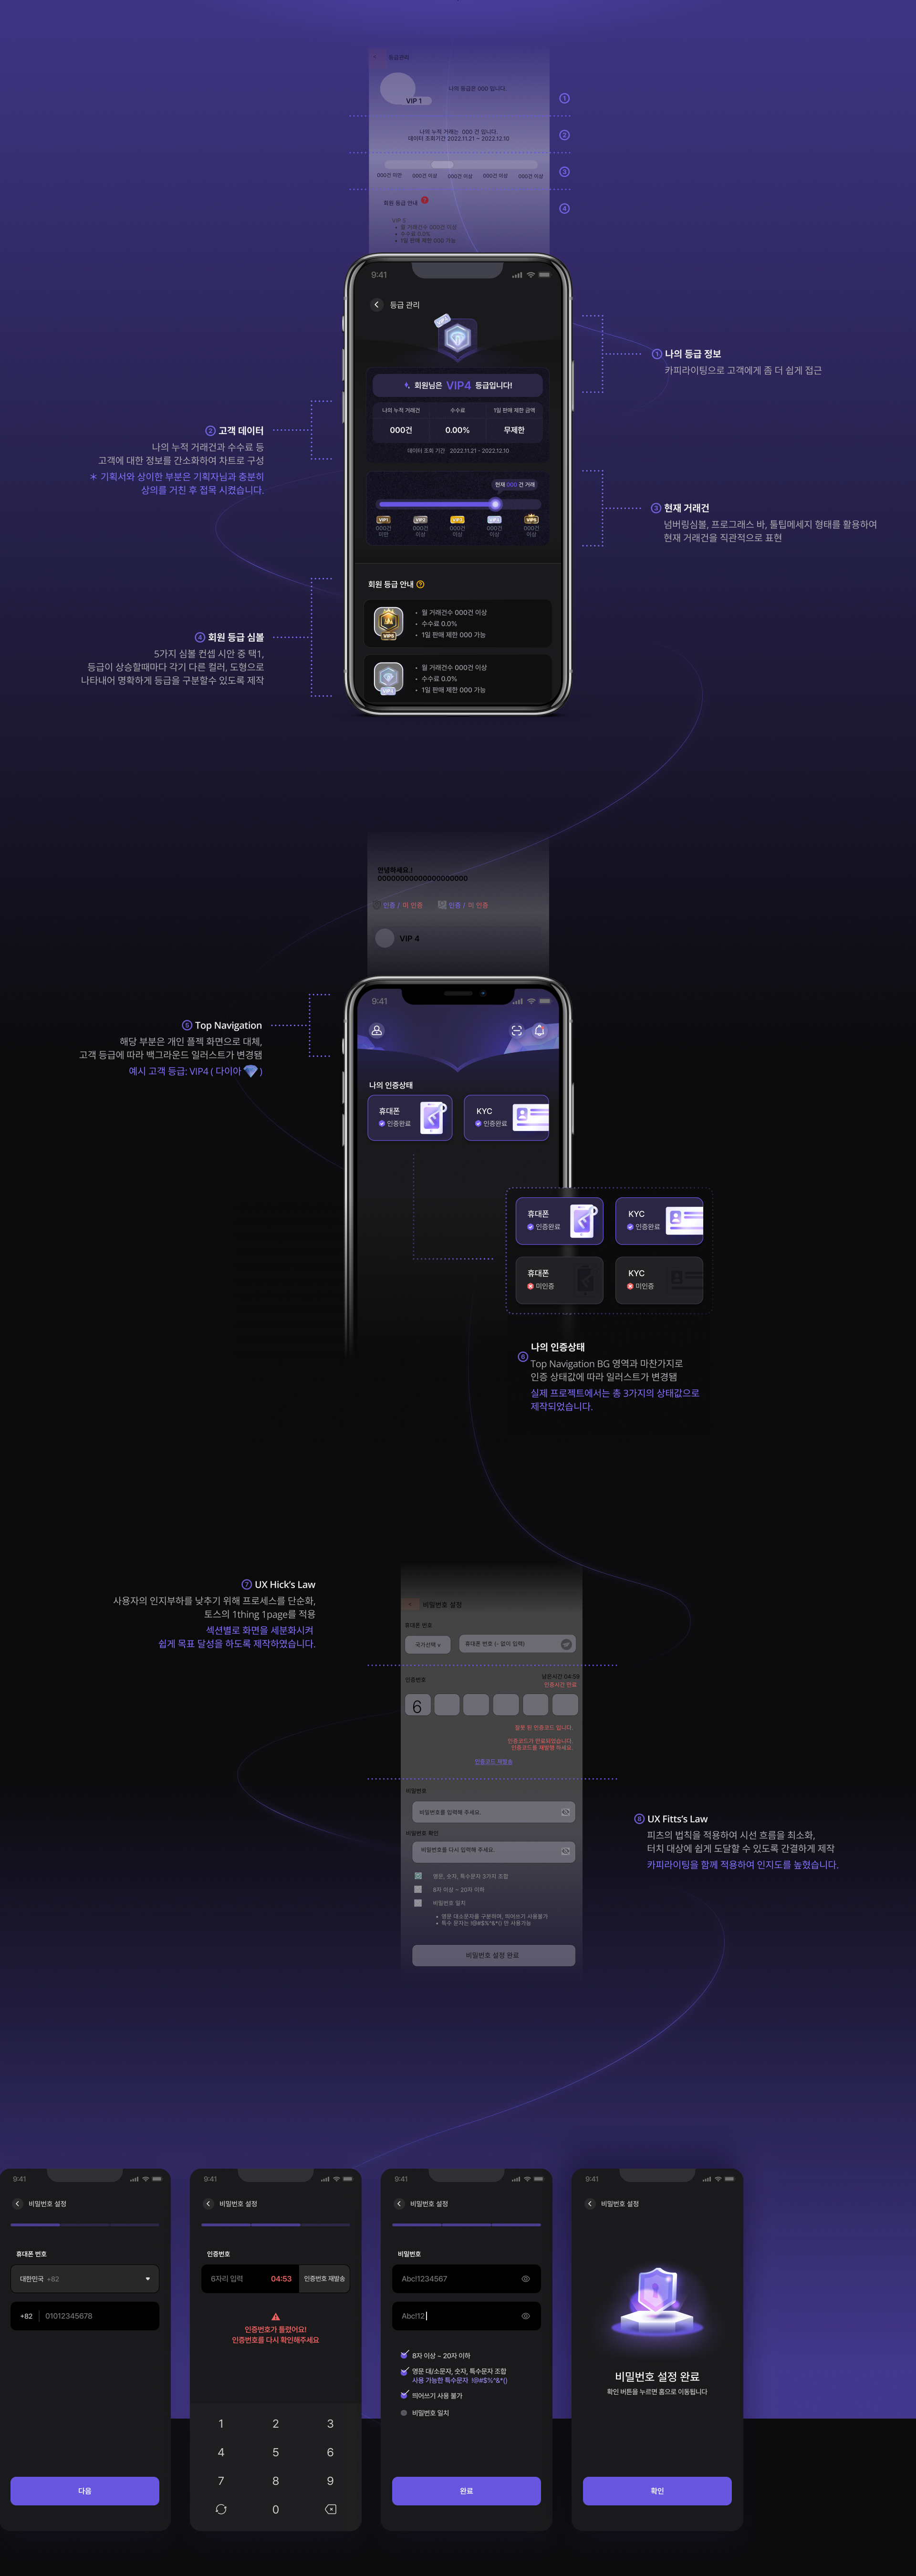 등급관리
VIP 1
나의 등급은 000 입니다.
1
나의 누적 거래는 000 건 입니다.
데이터 조회기간 2022.11.21 ~ 2022.12.10
2
000건 미만 000건 이상 000건 이상 000건 이상 000건 이상
3
회원 등급 안내 ?
4
VIP 5
• 월 거래건수 000건 이상
• 수수료 0.0%
• 1일 판매 제한 000 가능
9:41
등급 관리
VIP4
회원님은 VIP4 등급입니다!
나의 누적 거래건 수수료 1일 판매 제한 금액
000건 0.00% 무제한
데이터 조회 기간 2022.11.21 - 2022.12.10
현재 000 건 거래
VIP1 VIP2 VIP3 VIP4 VIP5
000건 000건 000건 000건 000건
미만 이상 이상 이상 이상
회원 등급 안내 ?
VIP5
• 월 거래건수 000건 이상
• 수수료 0.0%
• 1일 판매 제한 000 가능
VIP4
• 월 거래건수 000건 이상
• 수수료 0.0%
• 1일 판매 제한 000 가능
1 나의 등급 정보
카피라이팅으로 고객에게 좀 더 쉽게 접근
2 고객 데이터
나의 누적 거래건과 수수료 등
고객에 대한 정보를 간소화하여 차트로 구성
* 기획서와 상이한 부분은 기획자님과 충분히
상의를 거친 후 접목 시켰습니다.
3 현재 거래건
넘버링심볼, 프로그래스 바, 툴팁메세지 형태를 활용하여
현재 거래건을 직관적으로 표현
4 회원 등급 심볼
5가지 심볼 컨셉 시안 중 택1,
등급이 상승할때마다 각기 다른 컬러, 도형으로
나타내어 명확하게 등급을 구분할수 있도록 제작
안녕하세요.!
00000000000000000000
인증 / 미 인증 인증 / 미 인증
VIP 4
9:41
나의 인증상태
휴대폰
인증완료
KYC
인증완료
5 Top Navigation
해당 부분은 개인 플젝 화면으로 대체,
고객 등급에 따라 백그라운드 일러스트가 변경됌
예시 고객 등급: VIP4 ( 다이아 )
휴대폰
인증완료
KYC
인증완료
휴대폰
미인증
KYC
미인증
6 나의 인증상태
Top Navigation BG 영역과 마찬가지로
인증 상태값에 따라 일러스트가 변경됌
실제 프로젝트에서는 총 3가지의 상태값으로
제작되었습니다.
7 UX Hick's Law
사용자의 인지부하를 낮추기 위해 프로세스를 단순화,
토스의 1thing 1page를 적용
섹션별로 화면을 세분화시켜
쉽게 목표 달성을 하도록 제작하였습니다.
비밀번호 설정
휴대폰 번호
국가선택 v
휴대폰 번호 (- 없이 입력)
인증번호
남은시간 04:59
인증시간 만료
6
잘못 된 인증코드 입니다.
인증코드가 만료되었습니다.
인증코드를 재발행 하세요.
인증코드 재발송
비밀번호
비밀번호를 입력해 주세요.
비밀번호 확인
비밀번호를 다시 입력해 주세요.
영문, 숫자, 특수문자 3가지 조합
8자 이상 ~ 20자 이하
비밀번호 일치
• 영문 대소문자를 구분하며, 띄어쓰기 사용불가
• 특수 문자는 !@#$%^&*() 만 사용가능
비밀번호 설정 완료
8 UX Fitts's Law
피츠의 법칙을 적용하여 시선 흐름을 최소화,
터치 대상에 쉽게 도달할 수 있도록 간결하게 제작
카피라이팅을 함께 적용하여 인지도를 높혔습니다.
9:41
비밀번호 설정
휴대폰 번호
대한민국 +82
+82 01012345678
다음
9:41
비밀번호 설정
인증번호
6자리 입력 04:53 인증번호 재발송
인증번호가 틀렸어요!
인증번호를 다시 확인해주세요
1 2 3
4 5 6
7 8 9
0
9:41
비밀번호 설정
비밀번호
Abc!1234567
Abc!12
8자 이상 ~ 20자 이하
영문 대/소문자, 숫자, 특수문자 조합
사용 가능한 특수문자 !@#$%^&*()
띄어쓰기 사용 불가
비밀번호 일치
완료
9:41
비밀번호 설정
비밀번호 설정 완료
확인 버튼을 누르면 홈으로 이동됩니다
확인